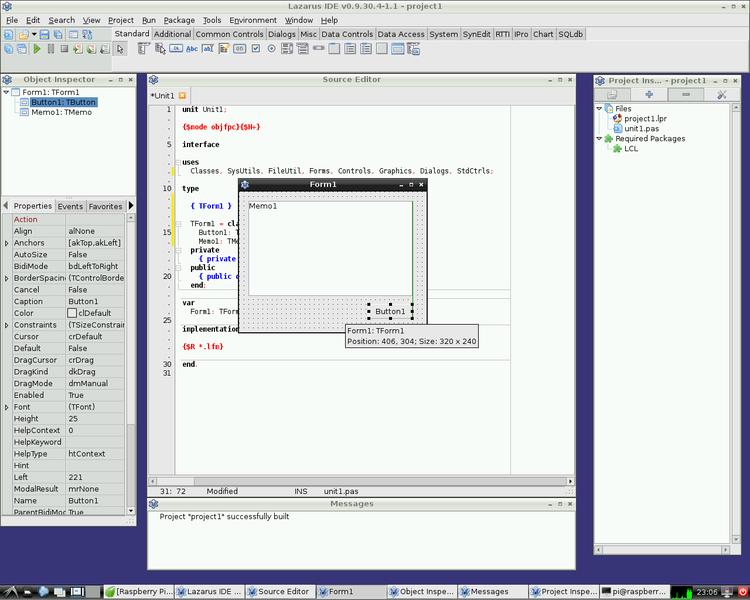 Lazarus IDE v0.9.30.4-1.1 - project1
File Edit Search View Project Run Package Tools Environment Window Help
Standard Additional Common Controls Dialogs Misc Data Controls Data Access System SynEdit RTTI IPro Chart SQLdb
Object Inspector
Form1: TForm1
Button1: TButton
Memo1: TMemo
Properties Events Favorites
Action
Align alNone
Anchors [akTop,akLeft]
AutoSize False
BidiMode bdLeftToRight
BorderSpacin (TControlBorde
Cancel False
Caption Button1
Color clDefault
Constraints (TSizeConstrain
Cursor crDefault
Default False
DragCursor crDrag
DragKind dkDrag
DragMode dmManual
Enabled True
Font (TFont)
Height 25
HelpContext 0
HelpKeyword
HelpType htContext
Hint
Left 221
ModalResult mrNone
Name Button1
ParentBidiMod True
Source Editor
*Unit1
1 unit Unit1;
{$mode objfpc}{$H+}
5 interface
uses
Classes, SysUtils, FileUtil, Forms, Controls, Graphics, Dialogs, StdCtrls;
10 type
{ TForm1 }
TForm1 = cla
15 Button1: T
Memo1: TMe
private
{ private
public
20 { public d
end;
var
Form1: TForm
25
implementation
{$R *.lfm}
30 end.
31
Form1
Memo1
Button1
Form1: TForm1
Position: 406, 304; Size: 320 x 240
31: 72 Modified INS unit1.pas
Messages
Project "project1" successfully built
Project Ins... - project1
Files
project1.lpr
unit1.pas
Required Packages
LCL
[Raspberry Pi... Lazarus IDE ... Source Editor Form1 Object Inspe... Messages Project Inspe... pi@raspberr... 23:06